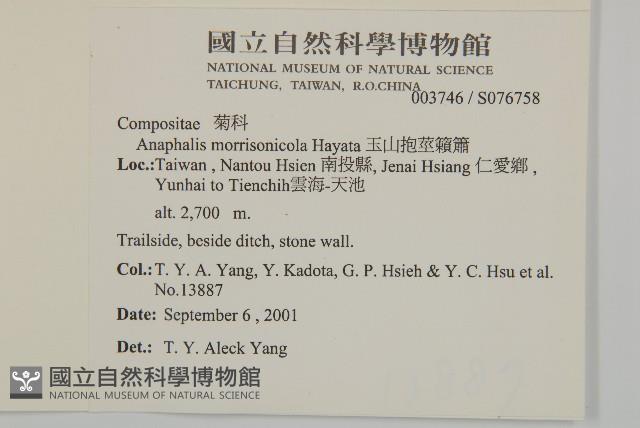 國立自然科學博物館
NATIONAL MUSEUM OF NATURAL SCIENCE
TAICHUNG, TAIWAN, R.O.CHINA
003746 / S076758
Compositae 菊科
Anaphalis morrisonicola Hayata 玉山抱莖籟簫
Loc.:Taiwan , Nantou Hsien 南投縣, Jenai Hsiang 仁愛鄉 ,
Yunhai to Tienchih雲海-天池
alt. 2,700 m.
Trailside, beside ditch, stone wall.
Col.: T. Y. A. Yang, Y. Kadota, G. P. Hsieh & Y. C. Hsu et al.
No.13887
Date: September 6 , 2001
Det.: T. Y. Aleck Yang
國立自然科學博物館
NATIONAL MUSEUM OF NATURAL SCIENCE